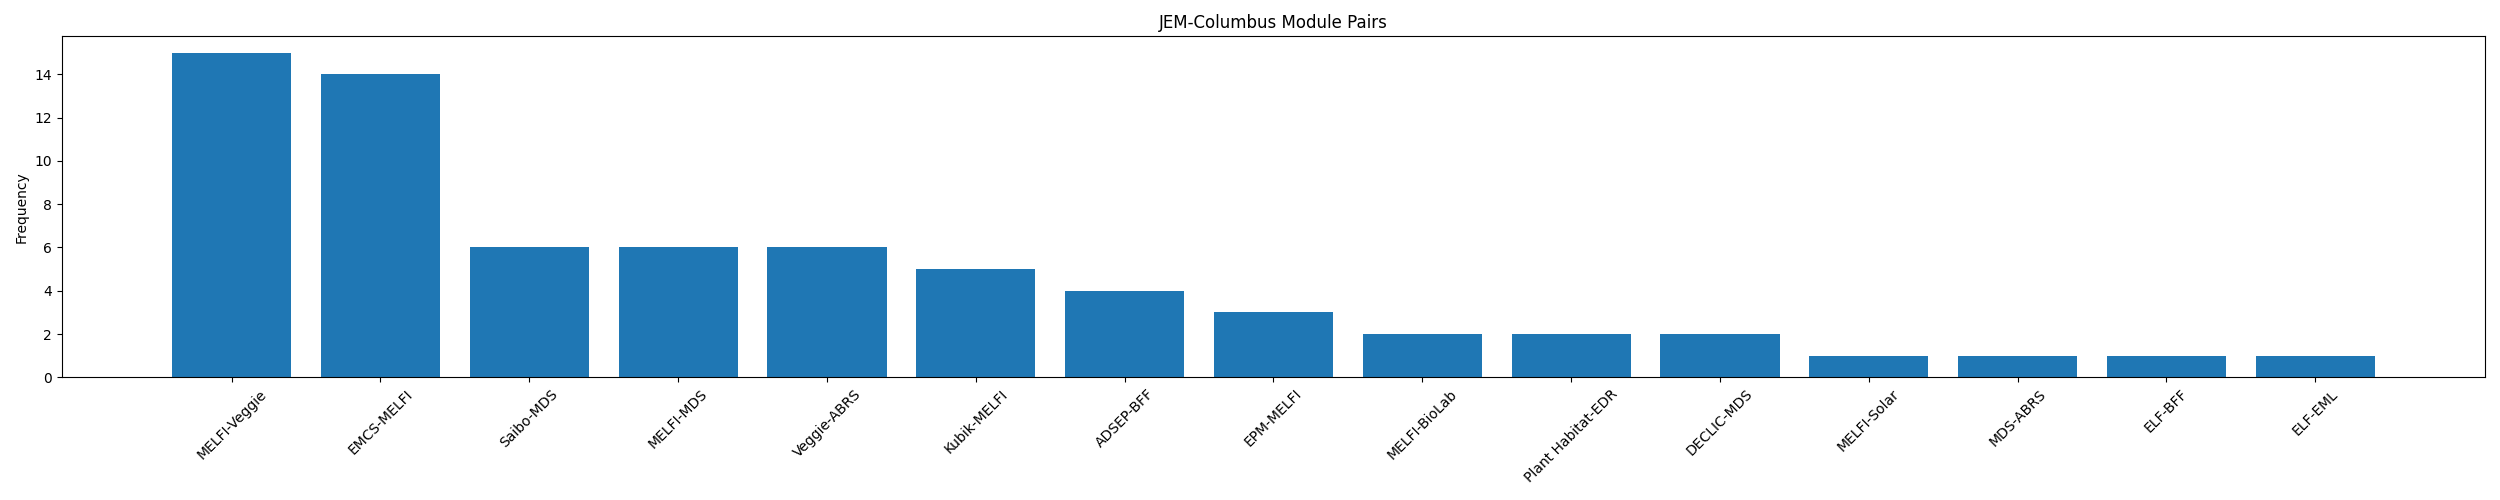 JEM-Columbus Module Pairs
Frequency
14
12
10
8
6
4
2
0
MELFI-Veggie
EMCS-MELFI
Saibo-MDS
MELFI-MDS
Veggie-ABRS
Kubik-MELFI
ADSEP-BFF
EPM-MELFI
MELFI-BioLab
Plant Habitat-EDR
DECLIC-MDS
MELFI-Solar
MDS-ABRS
ELF-BFF
ELF-EML